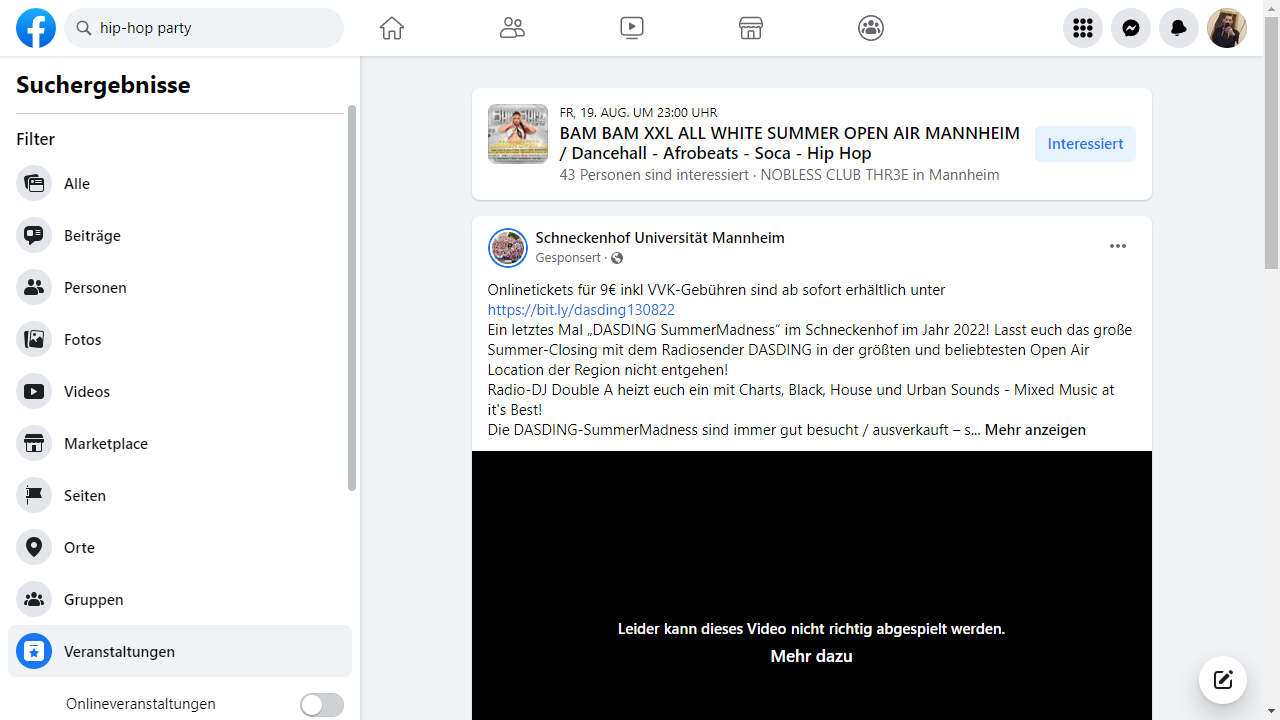 hip-hop party
Suchergebnisse
Filter
Alle
Beiträge
Personen
Fotos
Videos
Marketplace
Seiten
Orte
Gruppen
Veranstaltungen
Onlineveranstaltungen
FR, 19. AUG. UM 23:00 UHR
BAM BAM XXL ALL WHITE SUMMER OPEN AIR MANNHEIM
/ Dancehall - Afrobeats - Soca - Hip Hop
43 Personen sind interessiert · NOBLESS CLUB THR3E in Mannheim
Interessiert
Schneckenhof Universität Mannheim
Gesponsert ·
Onlinetickets für 9€ inkl VVK-Gebühren sind ab sofort erhältlich unter
https://bit.ly/dasding130822
Ein letztes Mal „DASDING SummerMadness“ im Schneckenhof im Jahr 2022! Lasst euch das große
Summer-Closing mit dem Radiosender DASDING in der größten und beliebtesten Open Air
Location der Region nicht entgehen!
Radio-DJ Double A heizt euch ein mit Charts, Black, House und Urban Sounds - Mixed Music at
it's Best!
Die DASDING-SummerMadness sind immer gut besucht / ausverkauft – s... Mehr anzeigen
Leider kann dieses Video nicht richtig abgespielt werden.
Mehr dazu